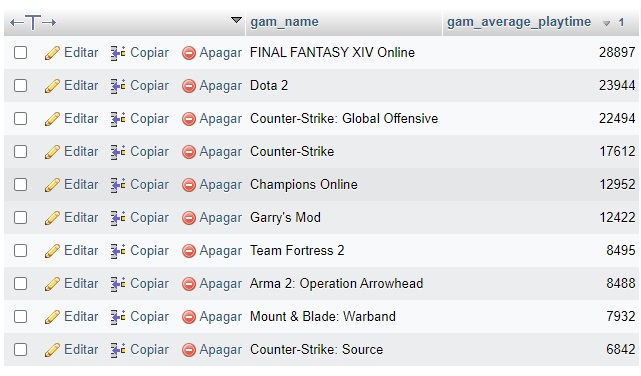 gam_name gam_average_playtime 1
Editar Copiar Apagar FINAL FANTASY XIV Online 28897
Editar Copiar Apagar Dota 2 23944
Editar Copiar Apagar Counter-Strike: Global Offensive 22494
Editar Copiar Apagar Counter-Strike 17612
Editar Copiar Apagar Champions Online 12952
Editar Copiar Apagar Garry's Mod 12422
Editar Copiar Apagar Team Fortress 2 8495
Editar Copiar Apagar Arma 2: Operation Arrowhead 8488
Editar Copiar Apagar Mount & Blade: Warband 7932
Editar Copiar Apagar Counter-Strike: Source 6842